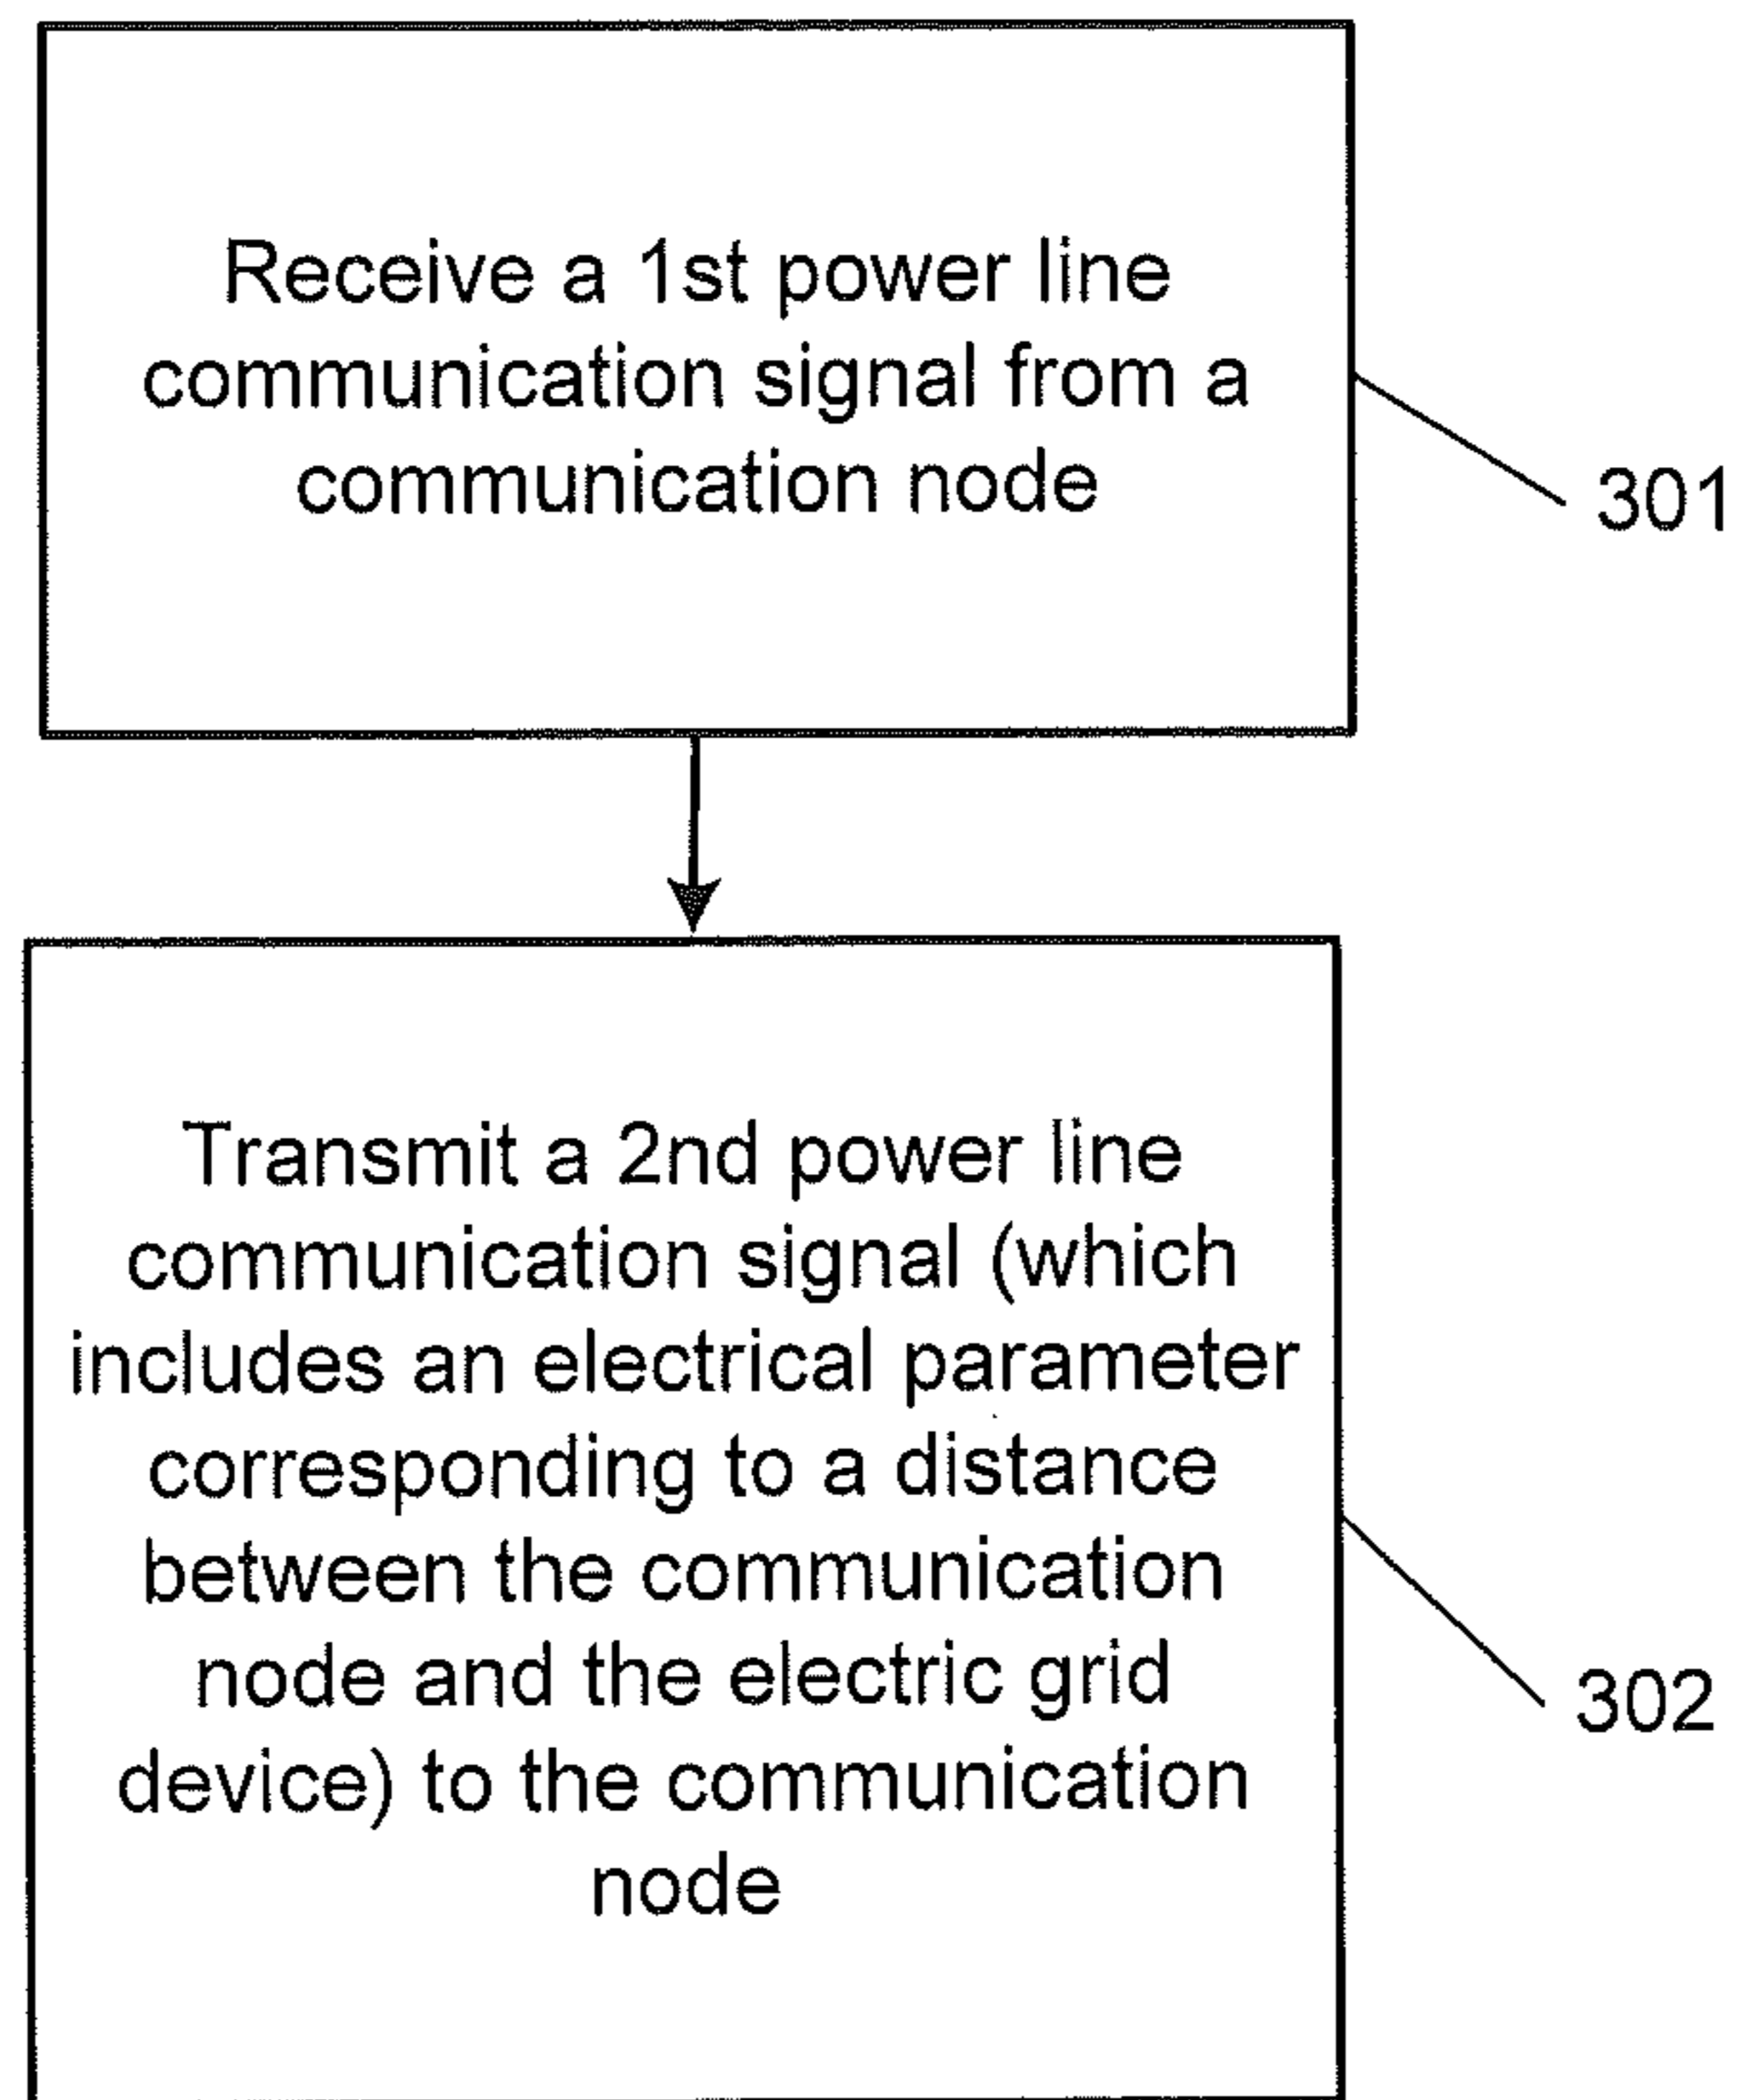 Receive a 1st power line
communication signal from a
communication node
301
Transmit a 2nd power line
communication signal (which
includes an electrical parameter
corresponding to a distance
between the communication
node and the electric grid
device) to the communication
node
302